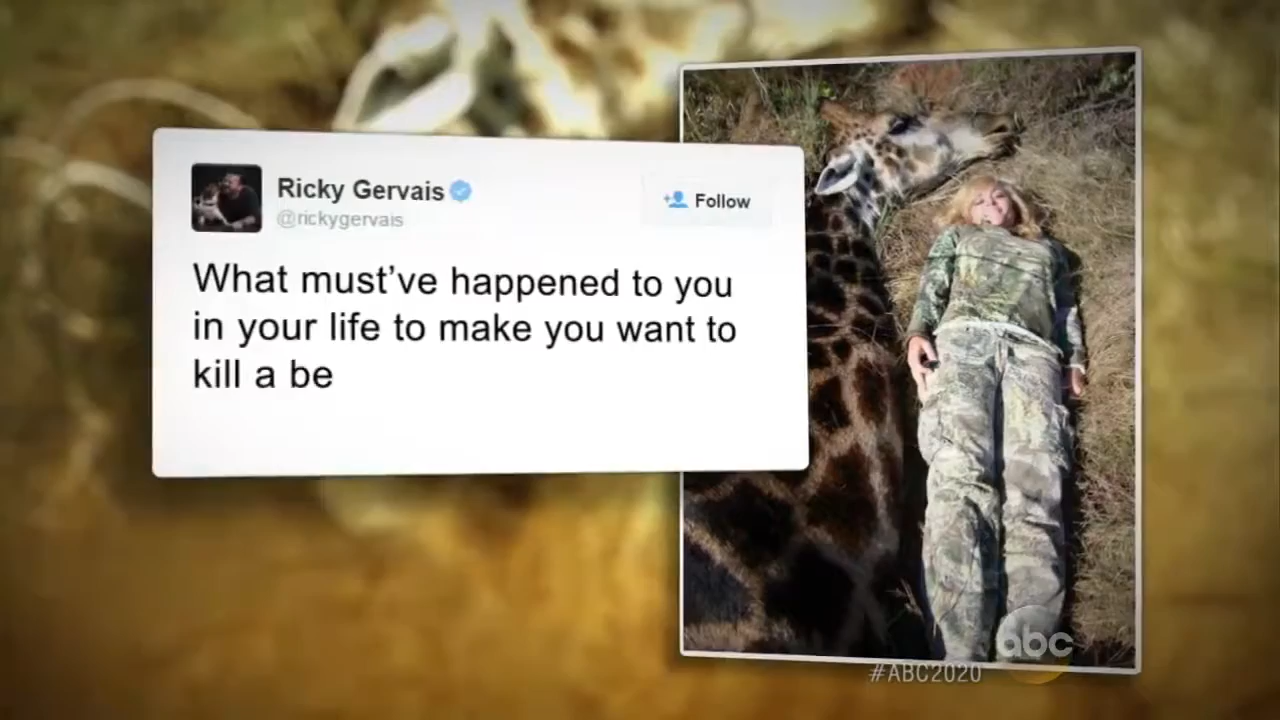 Ricky Gervais
@rickygervais
Follow
What must’ve happened to you
in your life to make you want to
kill a be
abc
#ABC2020